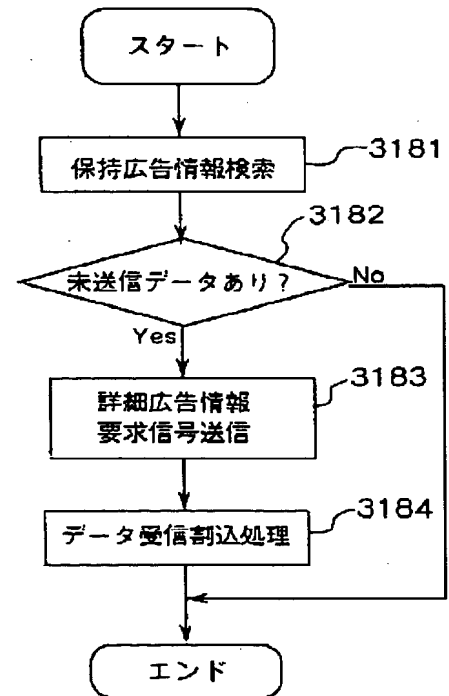 スタート
3181
保持広告情報検索
3182
未送信データあり？
No
Yes
3183
詳細広告情報
要求信号送信
3184
データ受信割込処理
エンド